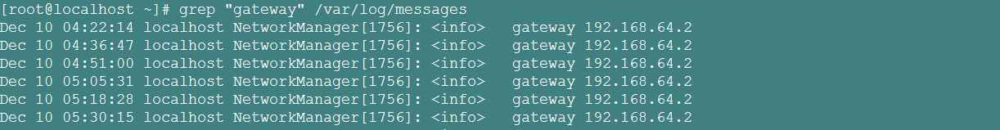 [root@localhost ~]# grep "gateway" /var/log/messages
Dec 10 04:22:14 localhost NetworkManager[1756]: <info>   gateway 192.168.64.2
Dec 10 04:36:47 localhost NetworkManager[1756]: <info>   gateway 192.168.64.2
Dec 10 04:51:00 localhost NetworkManager[1756]: <info>   gateway 192.168.64.2
Dec 10 05:05:31 localhost NetworkManager[1756]: <info>   gateway 192.168.64.2
Dec 10 05:18:28 localhost NetworkManager[1756]: <info>   gateway 192.168.64.2
Dec 10 05:30:15 localhost NetworkManager[1756]: <info>   gateway 192.168.64.2